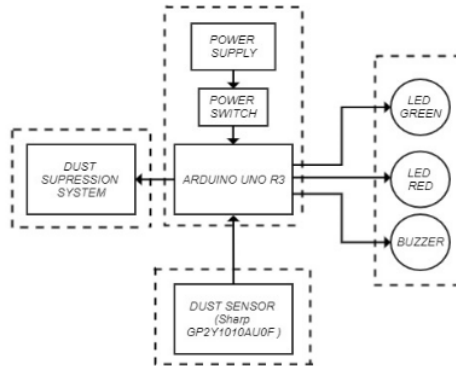 POWER
SUPPLY
POWER
SWITCH
LED
GREEN
DUST
SUPRESSION
SYSTEM
ARDUINO UNO R3
LED
RED
BUZZER
DUST SENSOR
(Sharp
GP2Y1010AU0F )